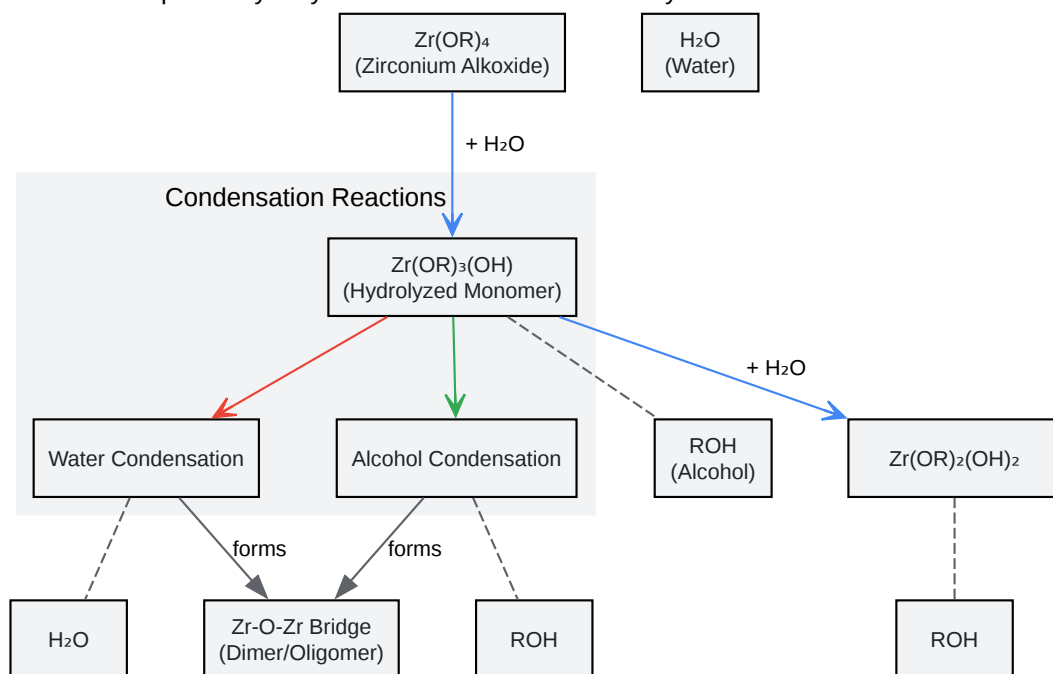 Zr(OR)₄
(Zirconium Alkoxide)
H₂O
(Water)
+ H₂O
Condensation Reactions
Zr(OR)₃(OH)
(Hydrolyzed Monomer)
+ H₂O
Water Condensation
Alcohol Condensation
ROH
(Alcohol)
Zr(OR)₂(OH)₂
forms
forms
H₂O
Zr-O-Zr Bridge
(Dimer/Oligomer)
ROH
ROH